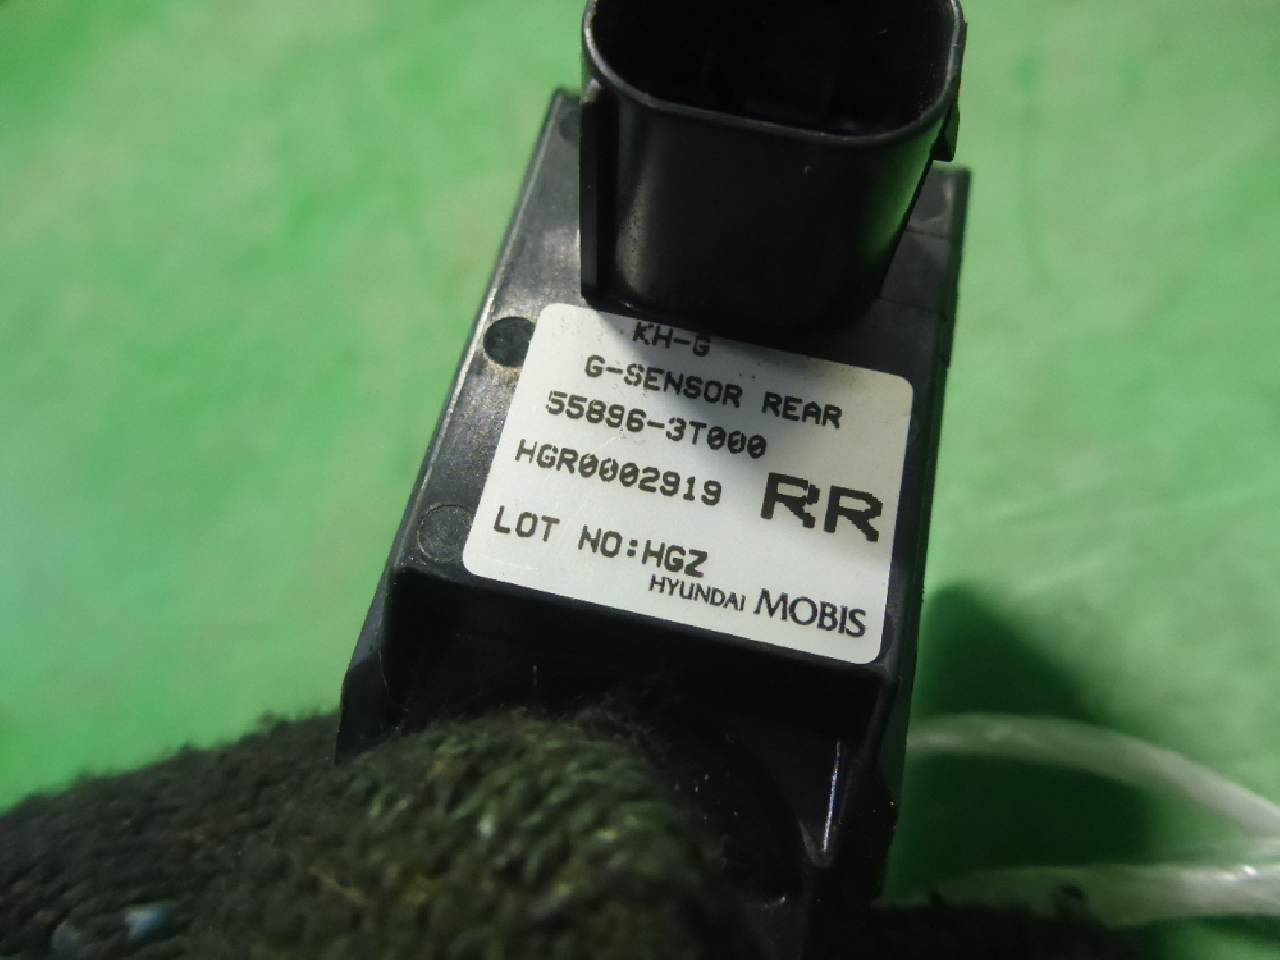 KH-G
G-SENSOR REAR
55896-3T000
HGR0002919
RR
LOT NO:HGZ
HYUNDAI MOBIS